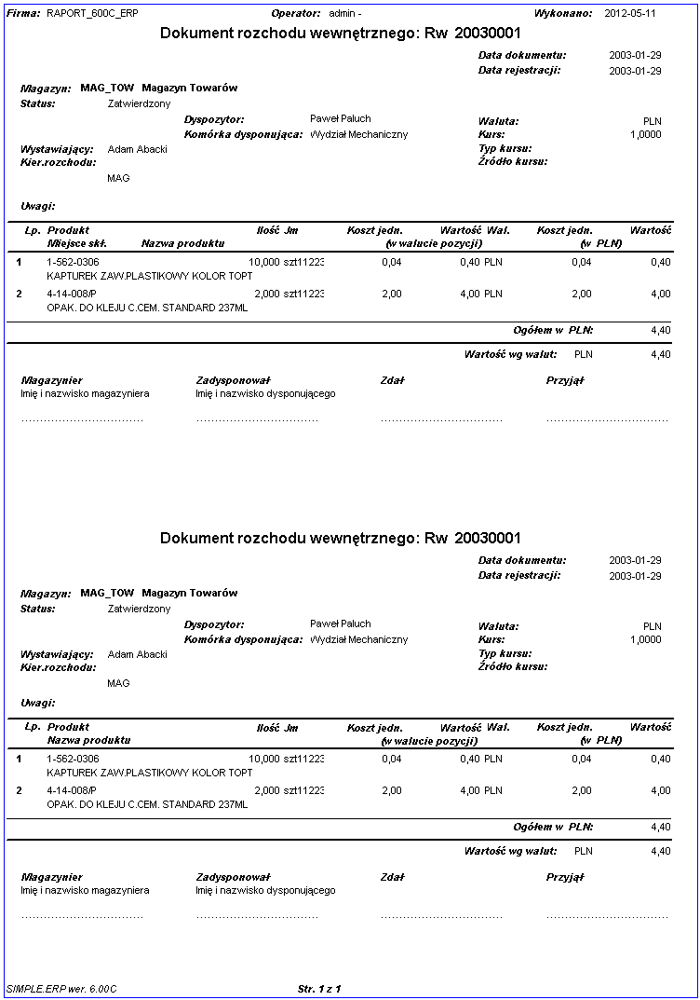 Firma: RAPORT_600C_ERP Operator: admin - Wykonano: 2012-05-11
Dokument rozchodu wewnętrznego: Rw 20030001
Data dokumentu: 2003-01-29
Data rejestracji: 2003-01-29
Magazyn: MAG_TOW Magazyn Towarów
Status: Zatwierdzony
Dyspozytor: Paweł Paluch Waluta: PLN
Komórka dysponująca: Wydział Mechaniczny Kurs: 1,0000
Wystawiający: Adam Abacki Typ kursu:
Kier.rozchodu: Źródło kursu:
MAG
Uwagi:
Lp. Produkt Ilość Jm Koszt jedn. Wartość Wal. Koszt jedn. Wartość
Miejsce skł. Nazwa produktu (w walucie pozycji) (w PLN)
1 1-562-0306 10,000 szt11223 0,04 0,40 PLN 0,04 0,40
KAPTUREK ZAW.PLASTIKOWY KOLOR TOPT
2 4-14-008/P 2,000 szt11223 2,00 4,00 PLN 2,00 4,00
OPAK. DO KLEJU C.CEM. STANDARD 237ML
Ogółem w PLN: 4,40
Wartość wg walut: PLN 4,40
Magazynier Zadysponował Zdał Przyjął
Imię i nazwisko magazyniera Imię i nazwisko dysponującego
................................. ................................. ................................. .................................
Dokument rozchodu wewnętrznego: Rw 20030001
Data dokumentu: 2003-01-29
Data rejestracji: 2003-01-29
Magazyn: MAG_TOW Magazyn Towarów
Status: Zatwierdzony
Dyspozytor: Paweł Paluch Waluta: PLN
Komórka dysponująca: Wydział Mechaniczny Kurs: 1,0000
Wystawiający: Adam Abacki Typ kursu:
Kier.rozchodu: Źródło kursu:
MAG
Uwagi:
Lp. Produkt Ilość Jm Koszt jedn. Wartość Wal. Koszt jedn. Wartość
Nazwa produktu (w walucie pozycji) (w PLN)
1 1-562-0306 10,000 szt11223 0,04 0,40 PLN 0,04 0,40
KAPTUREK ZAW.PLASTIKOWY KOLOR TOPT
2 4-14-008/P 2,000 szt11223 2,00 4,00 PLN 2,00 4,00
OPAK. DO KLEJU C.CEM. STANDARD 237ML
Ogółem w PLN: 4,40
Wartość wg walut: PLN 4,40
Magazynier Zadysponował Zdał Przyjął
Imię i nazwisko magazyniera Imię i nazwisko dysponującego
................................. ................................. ................................. .................................
SIMPLE.ERP wer. 6.00C Str. 1 z 1